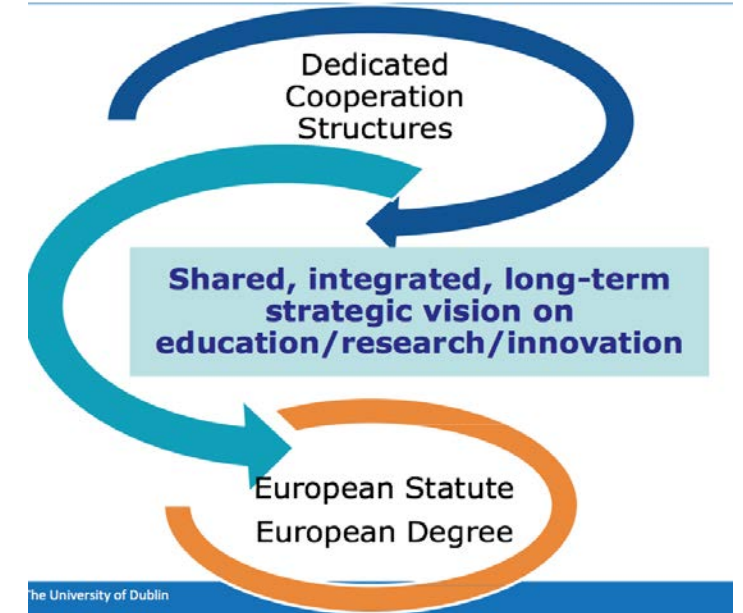 Dedicated
Cooperation
Structures
Shared, integrated, long-term
strategic vision on
education/research/innovation
European Statute
European Degree
The University of Dublin